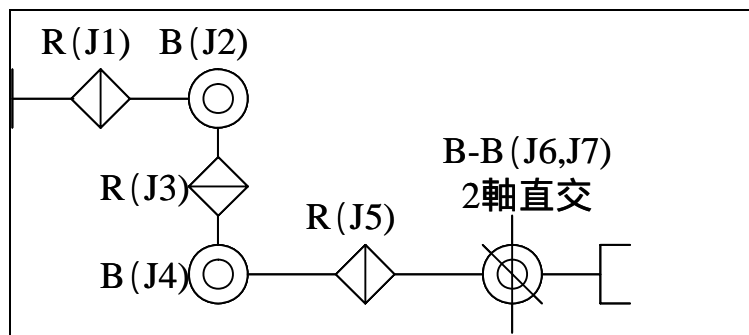 R(J1)
B(J2)
B-B(J6,J7)
2軸直交
R(J3)
R(J5)
B(J4)